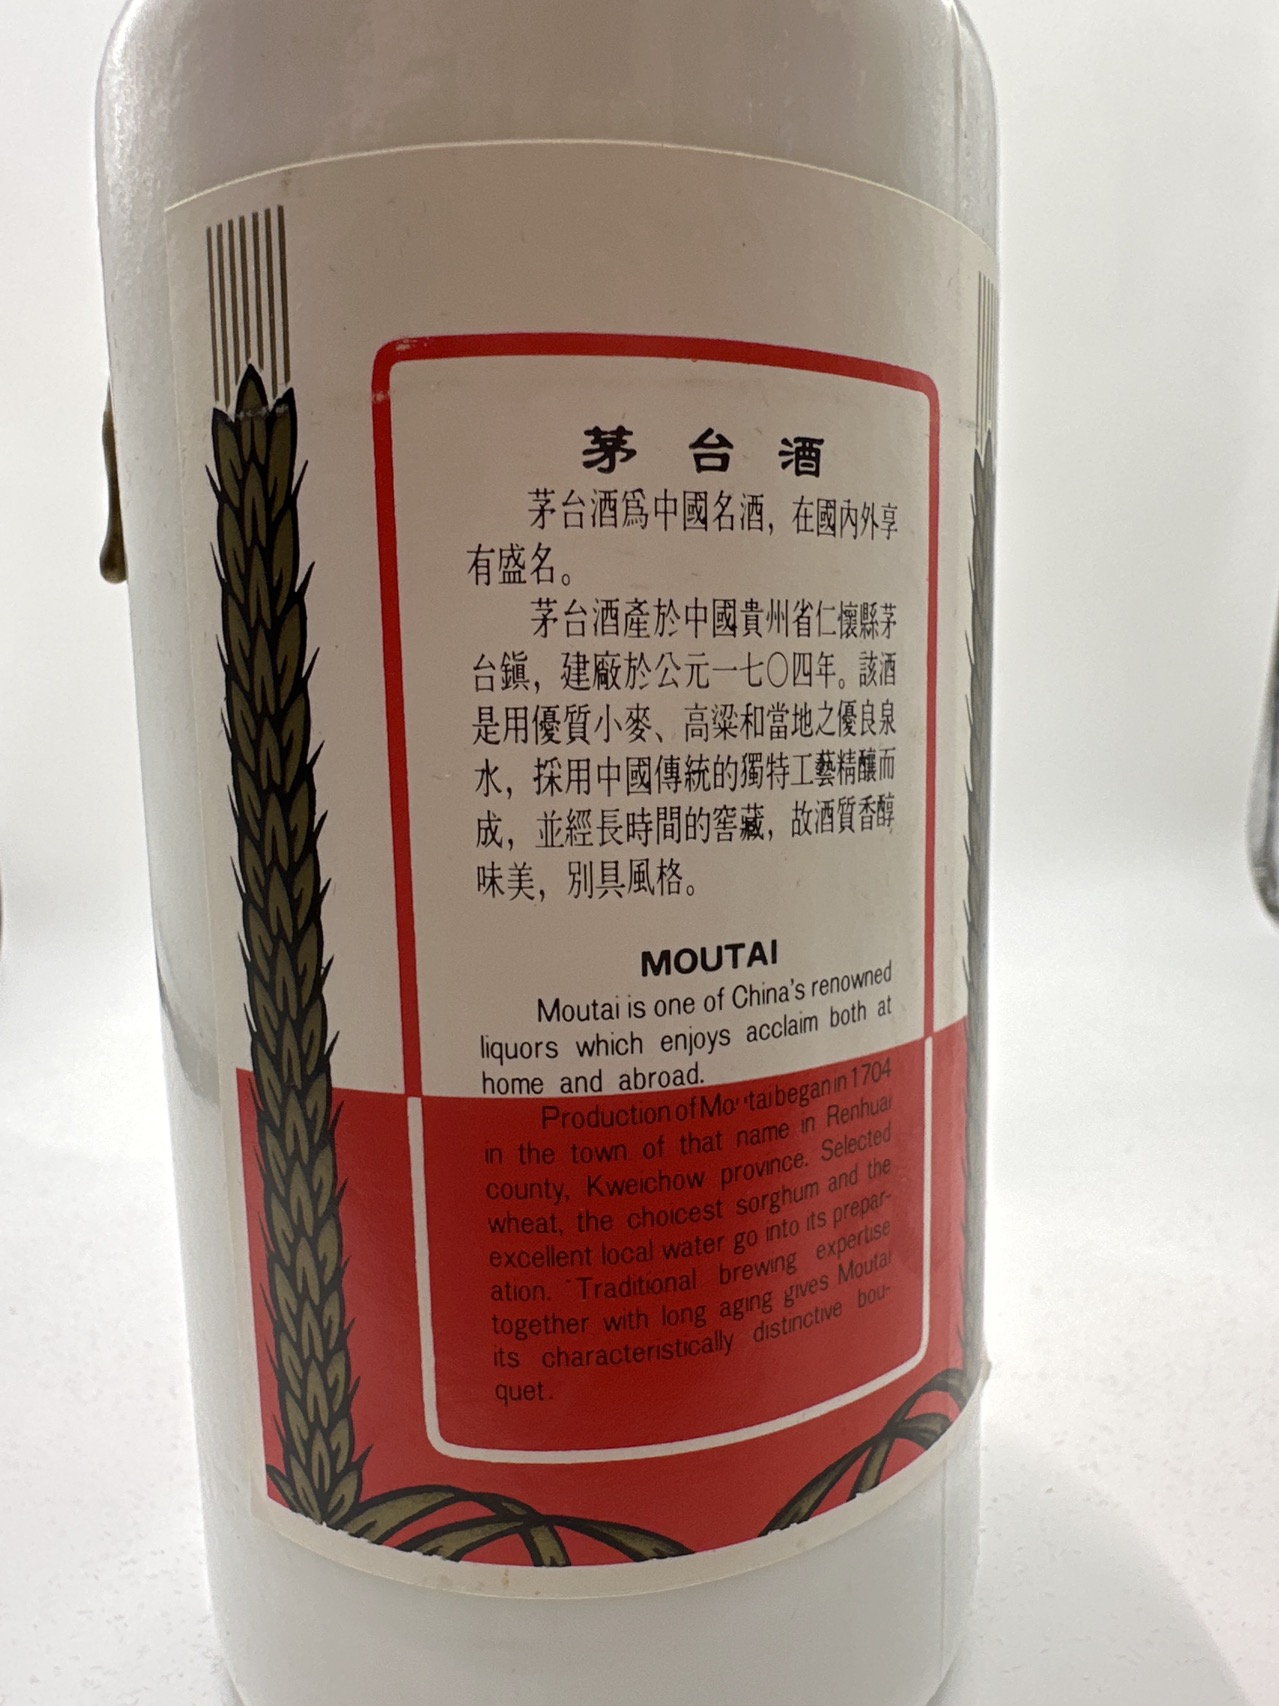 茅台酒
茅台酒爲中國名酒，在國內外享
有盛名。
茅台酒產於中國貴州省仁懷縣茅
台鎮，建廠於公元一七〇四年。該酒
是用優質小麥、高粱和當地之優良泉
水，採用中國傳統的獨特工藝精釀而
成，並經長時間的窖藏，故酒質香醇
味美，別具風格。
MOUTAI
Moutai is one of China's renowned
liquors which enjoys acclaim both at
home and abroad.
Production of Moutai began in 1704
in the town of that name in Renhuai
county, Kweichow province. Selected
wheat, the choicest sorghum and the
excellent local water go into its prepar-
ation. Traditional brewing expertise
together with long aging gives Moutai
its characteristically distinctive bou-
quet.